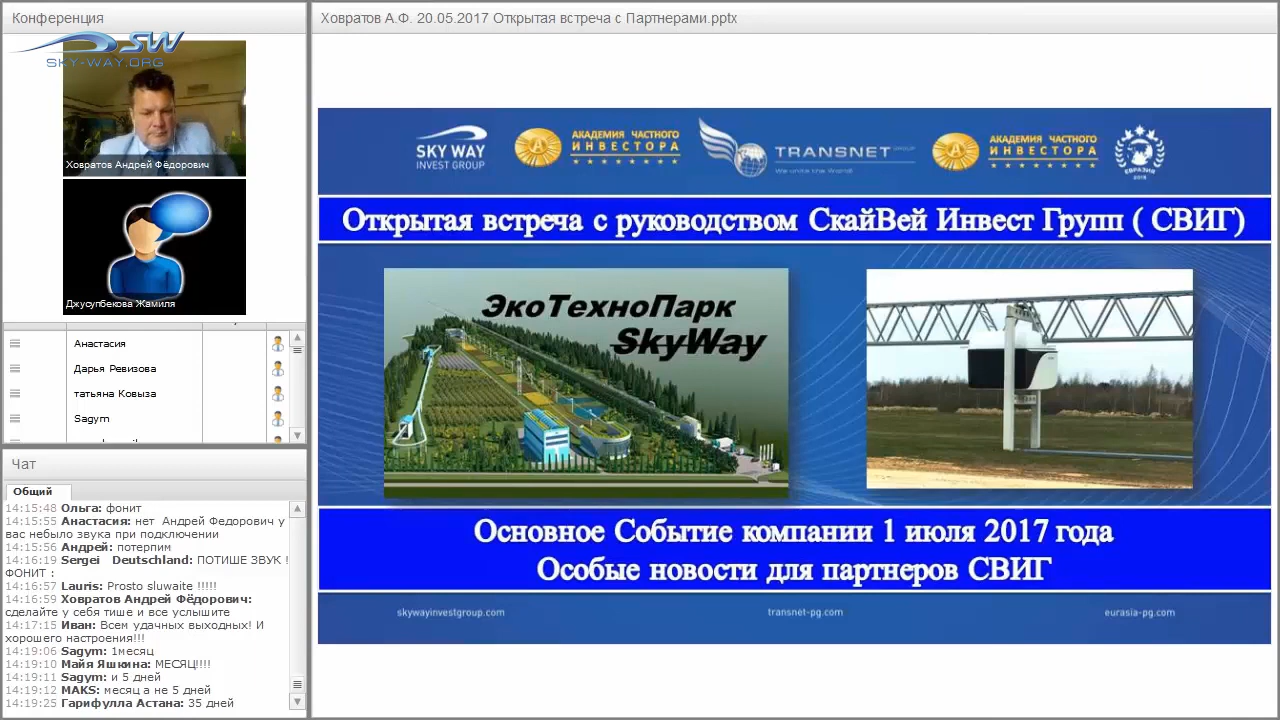 Конференция
SW
SKY-WAY.ORG
Ховратов Андрей Фёдорович
Джусупбекова Жамиля
Анастасия
Дарья Ревизова
татьяна Ковыза
Sagym
Чат
Общий
14:15:48 Ольга: фонит
14:15:55 Анастасия: нет Андрей Федорович у
вас небыло звука при подключении
14:15:56 Андрей: потерпим
14:16:19 Sergei Deutschland: ПОТИШЕ ЗВУК !
ФОНИТ :
14:16:57 Lauris: Prosto sluwaite !!!!!
14:16:59 Ховратов Андрей Фёдорович:
сделайте у себя тише и все услышите
14:17:15 Иван: Всем удачных выходных! И
хорошего настроения!!!
14:19:06 Sagym: 1месяц
14:19:10 Майя Яшкина: МЕСЯЦ!!!!
14:19:11 Sagym: и 5 дней
14:19:12 MAKS: месяц а не 5 дней
14:19:25 Гарифулла Астана: 35 дней
Ховратов А.Ф. 20.05.2017 Открытая встреча с Партнерами.pptx
SKY WAY
INVEST GROUP
АКАДЕМИЯ ЧАСТНОГО
ИНВЕСТОРА
TRANSNET GROUP
We unite the World!
АКАДЕМИЯ ЧАСТНОГО
ИНВЕСТОРА
ЕВРАЗИЯ
Открытая встреча с руководством СкайВей Инвест Групп ( СВИГ)
ЭкоТехноПарк
SkyWay
Основное Событие компании 1 июля 2017 года
Особые новости для партнеров СВИГ
skywayinvestgroup.com
transnet-pg.com
eurasia-pg.com